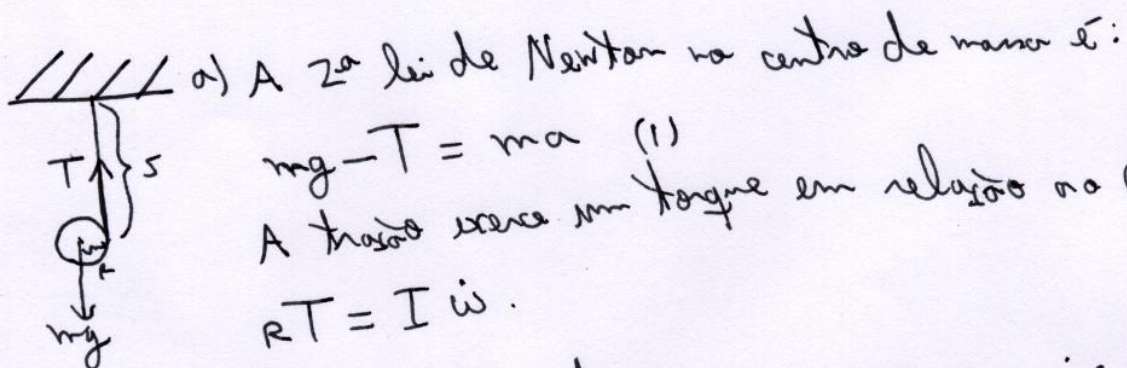 a) A 2ª lei de Newton no centro de massa é:
T
s
mg – T = ma (1)
A tração exerce um torque em relação ao
R
mg
RT = I ω̇.